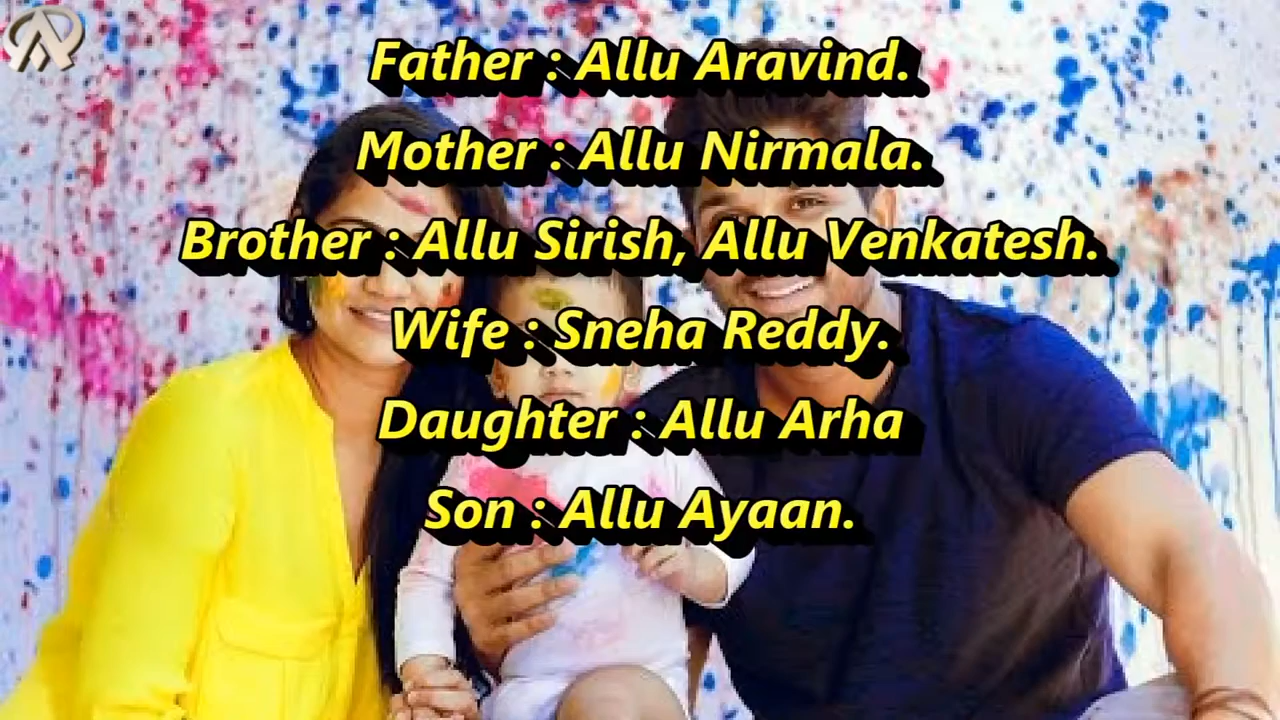 Father : Allu Aravind.
Mother : Allu Nirmala.
Brother : Allu Sirish, Allu Venkatesh.
Wife : Sneha Reddy.
Daughter : Allu Arha
Son : Allu Ayaan.